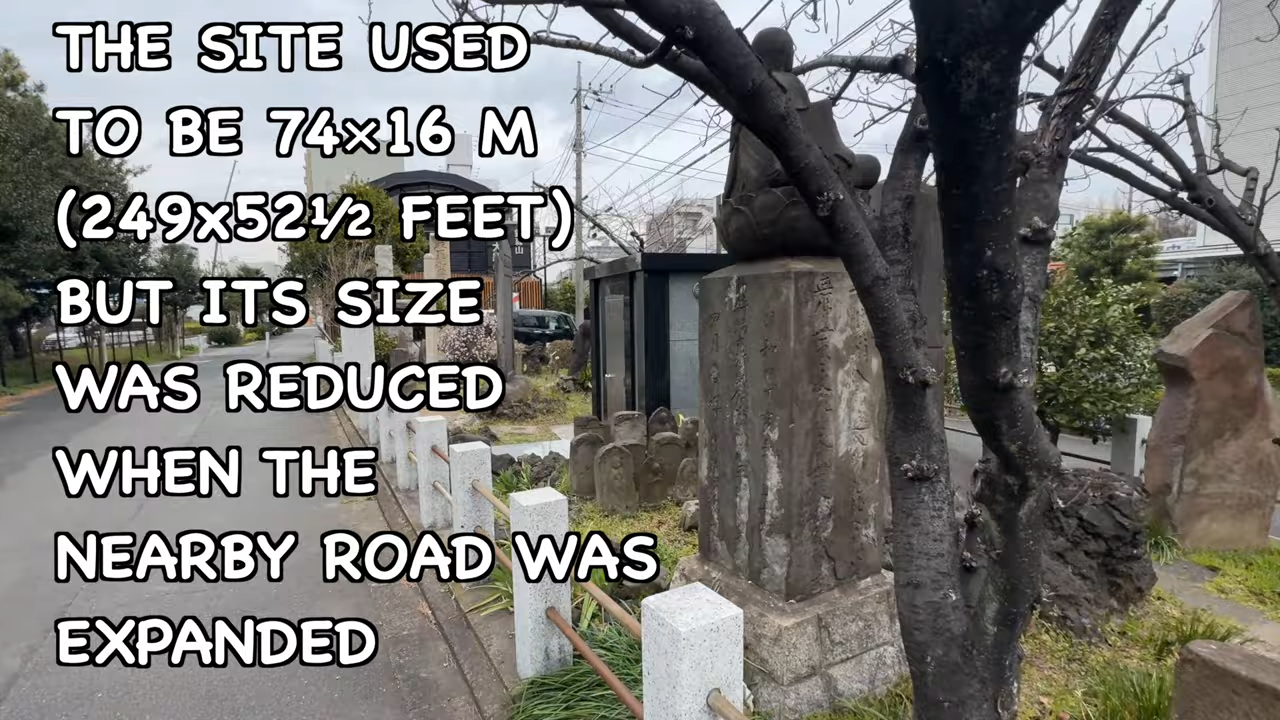 THE SITE USED
TO BE 74×16 M
(249x52½ FEET)
BUT ITS SIZE
WAS REDUCED
WHEN THE
NEARBY ROAD WAS
EXPANDED